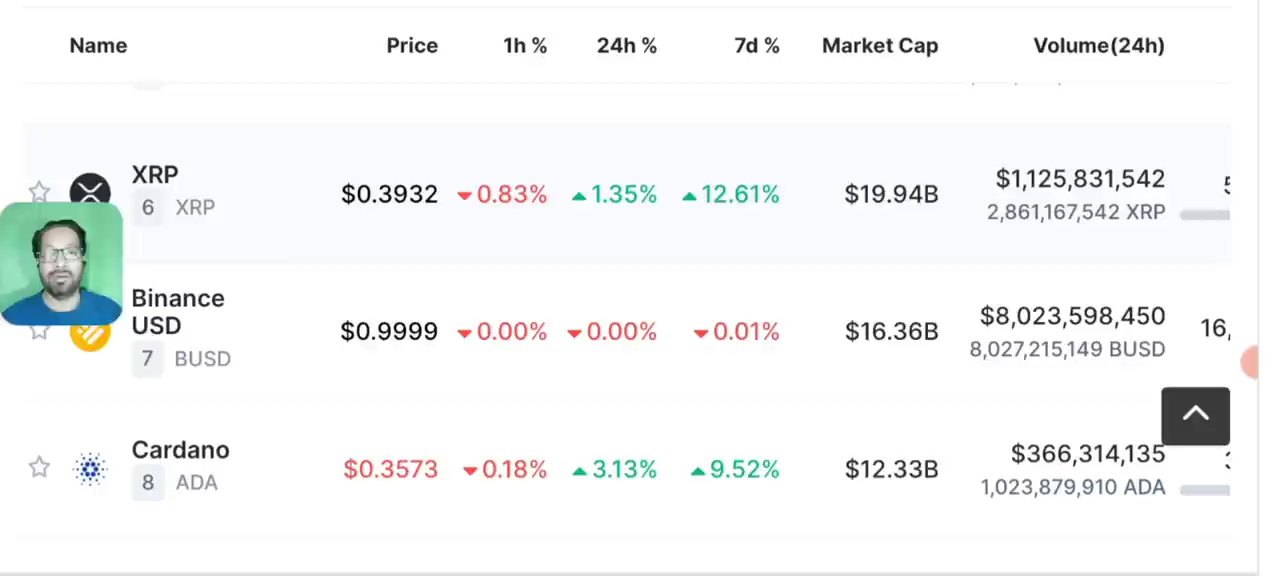 Name Price 1h % 24h % 7d % Market Cap Volume(24h)
XRP
6 XRP
$0.3932 0.83% 1.35% 12.61% $19.94B $1,125,831,542
2,861,167,542 XRP
Binance
USD
7 BUSD
$0.9999 0.00% 0.00% 0.01% $16.36B $8,023,598,450
8,027,215,149 BUSD
16,
Cardano
8 ADA
$0.3573 0.18% 3.13% 9.52% $12.33B $366,314,135
1,023,879,910 ADA